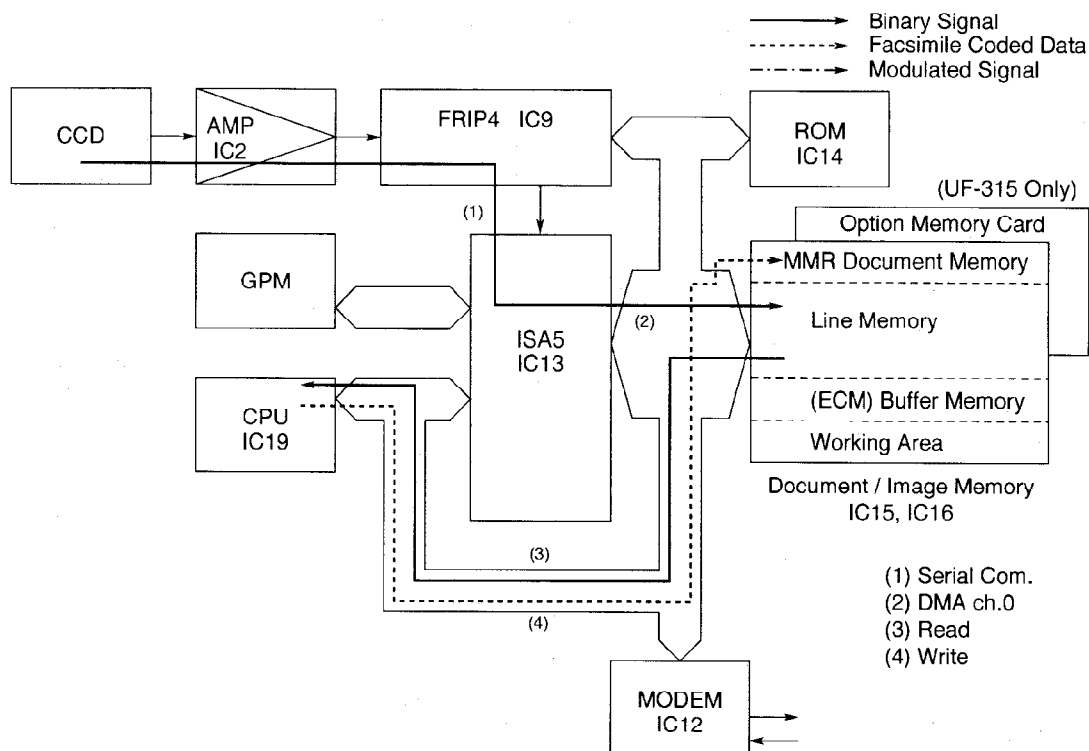 Binary Signal
Facsimile Coded Data
Modulated Signal
CCD
AMP
IC2
FRIP4 IC9
ROM
IC14
(1)
(UF-315 Only)
Option Memory Card
MMR Document Memory
GPM
(2)
Line Memory
ISA5
IC13
CPU
IC19
(ECM) Buffer Memory
Working Area
Document / Image Memory
IC15, IC16
(3)
(4)
(1) Serial Com.
(2) DMA ch.0
(3) Read
(4) Write
MODEM
IC12